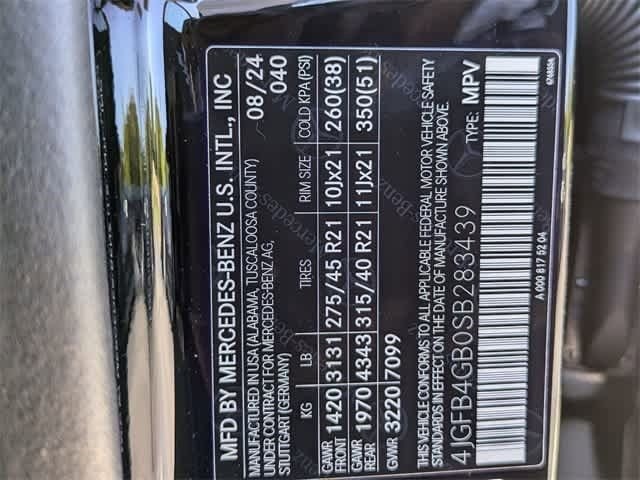 MFD BY MERCEDES-BENZ U.S. INTL., INC
MANUFACTURED IN USA (ALABAMA, TUSCALOOSA COUNTY) 08/24
UNDER CONTRACT FOR MERCEDES-BENZ AG, 040
STUTTGART (GERMANY)
KG LB TIRES RIM SIZE COLD KPA (PSI)
GAWR FRONT 1420 3131 275/45 R21 10Jx21 260(38)
GAWR REAR 1970 4343 315/40 R21 11Jx21 350(51)
GVWR 3220 7099
THIS VEHICLE CONFORMS TO ALL APPLICABLE FEDERAL MOTOR VEHICLE SAFETY
STANDARDS IN EFFECT ON THE DATE OF MANUFACTURE SHOWN ABOVE.
4JGFB4GB0SB283439 TYPE: MPV
A 000 817 52 04